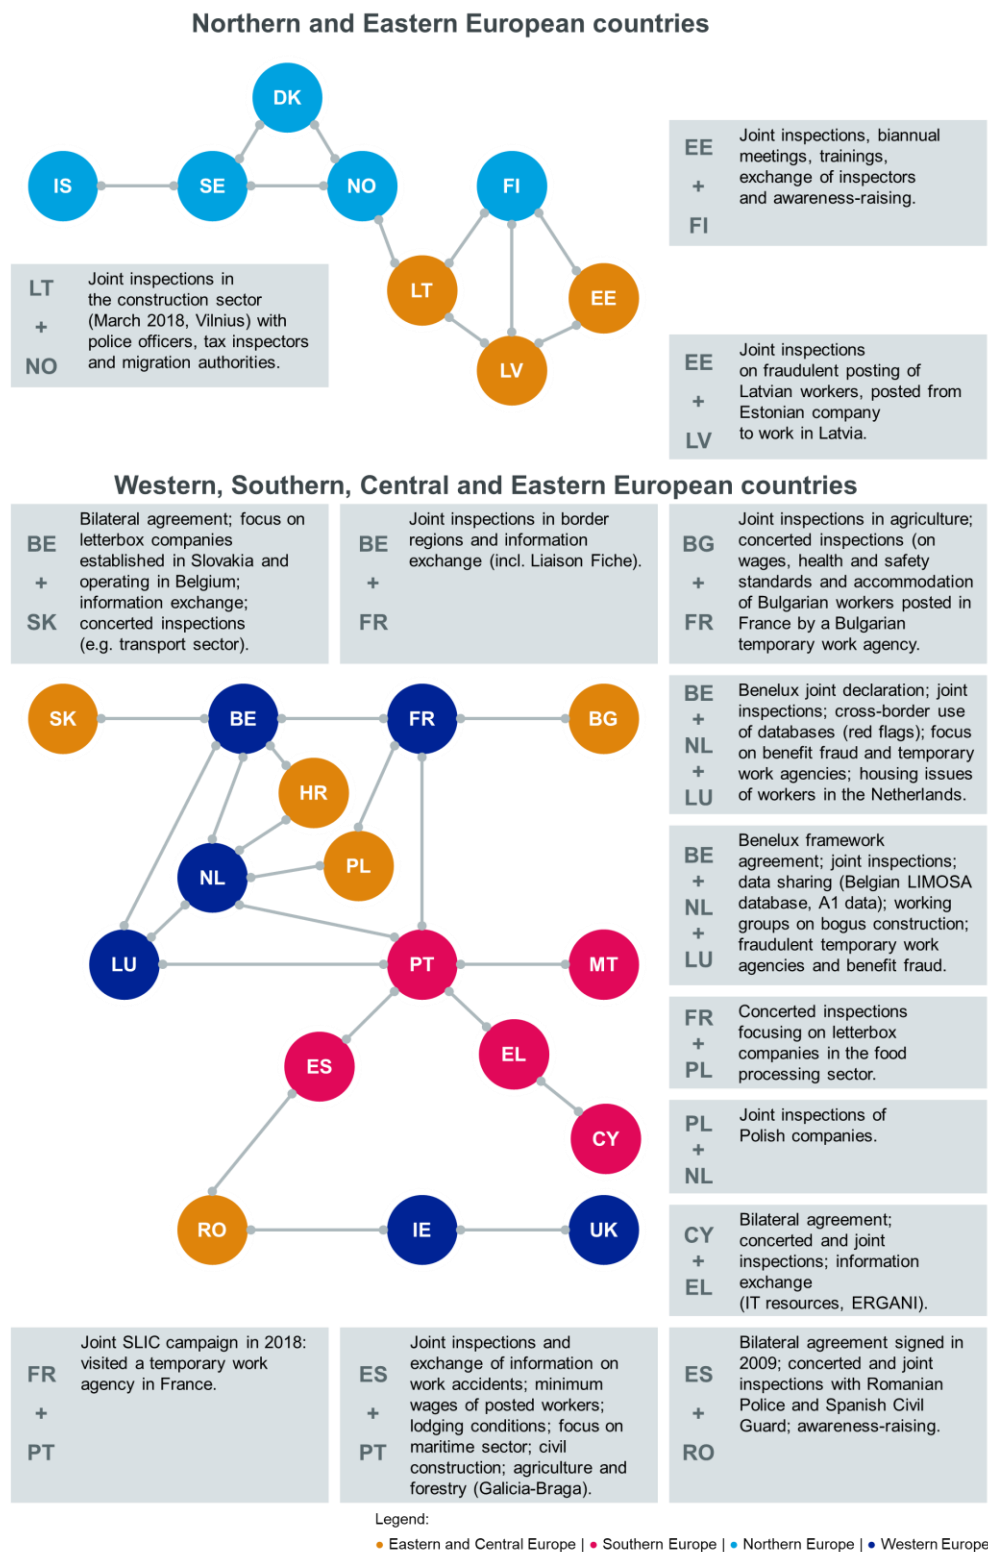 Northern and Eastern European countries
DK
IS
SE
NO
FI
LT
EE
LV
EE
+
FI
Joint inspections, biannual
meetings, trainings,
exchange of inspectors
and awareness-raising.
LT
+
NO
Joint inspections in
the construction sector
(March 2018, Vilnius) with
police officers, tax inspectors
and migration authorities.
EE
+
LV
Joint inspections
on fraudulent posting of
Latvian workers, posted from
Estonian company
to work in Latvia.
Western, Southern, Central and Eastern European countries
BE
+
SK
Bilateral agreement; focus on
letterbox companies
established in Slovakia and
operating in Belgium;
information exchange;
concerted inspections
(e.g. transport sector).
BE
+
FR
Joint inspections in border
regions and information
exchange (incl. Liaison Fiche).
BG
+
FR
Joint inspections in agriculture;
concerted inspections (on
wages, health and safety
standards and accommodation
of Bulgarian workers posted in
France by a Bulgarian
temporary work agency.
SK
BE
FR
BG
HR
PL
NL
LU
PT
MT
ES
EL
CY
RO
IE
UK
BE
+
NL
+
LU
Benelux joint declaration; joint
inspections; cross-border use
of databases (red flags); focus
on benefit fraud and temporary
work agencies; housing issues
of workers in the Netherlands.
BE
+
NL
+
LU
Benelux framework
agreement; joint inspections;
data sharing (Belgian LIMOSA
database, A1 data); working
groups on bogus construction;
fraudulent temporary work
agencies and benefit fraud.
FR
+
PL
Concerted inspections
focusing on letterbox
companies in the food
processing sector.
PL
+
NL
Joint inspections of
Polish companies.
CY
+
EL
Bilateral agreement;
concerted and joint
inspections; information
exchange
(IT resources, ERGANI).
FR
+
PT
Joint SLIC campaign in 2018:
visited a temporary work
agency in France.
ES
+
PT
Joint inspections and
exchange of information on
work accidents; minimum
wages of posted workers;
lodging conditions; focus on
maritime sector; civil
construction; agriculture and
forestry (Galicia-Braga).
ES
+
RO
Bilateral agreement signed in
2009; concerted and joint
inspections with Romanian
Police and Spanish Civil
Guard; awareness-raising.
Legend:
● Eastern and Central Europe | ● Southern Europe | ● Northern Europe | ● Western Europe